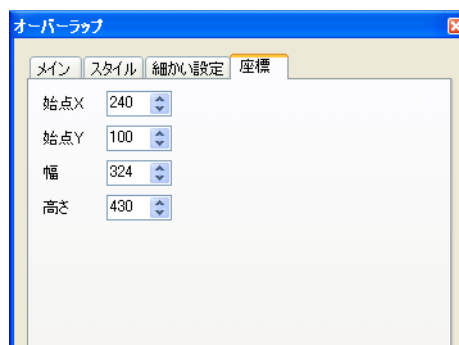 オーバーラップ
メイン スタイル 細かい設定 座標
始点X 240
始点Y 100
幅 324
高さ 430